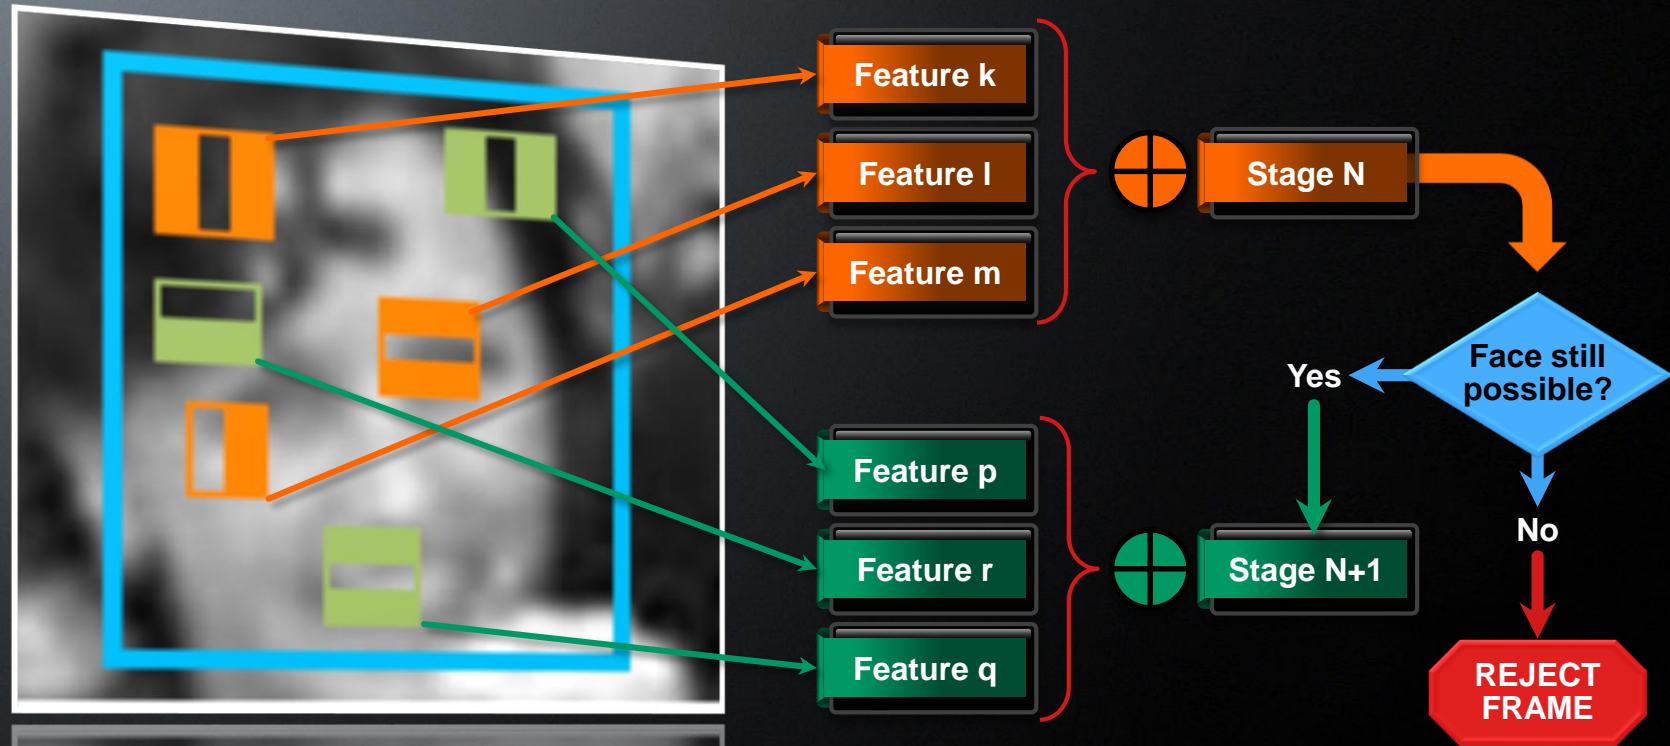 Feature k
Feature l
Feature m
Stage N
Face still
possible?
Yes
No
Feature p
Feature r
Feature q
Stage N+1
REJECT
FRAME